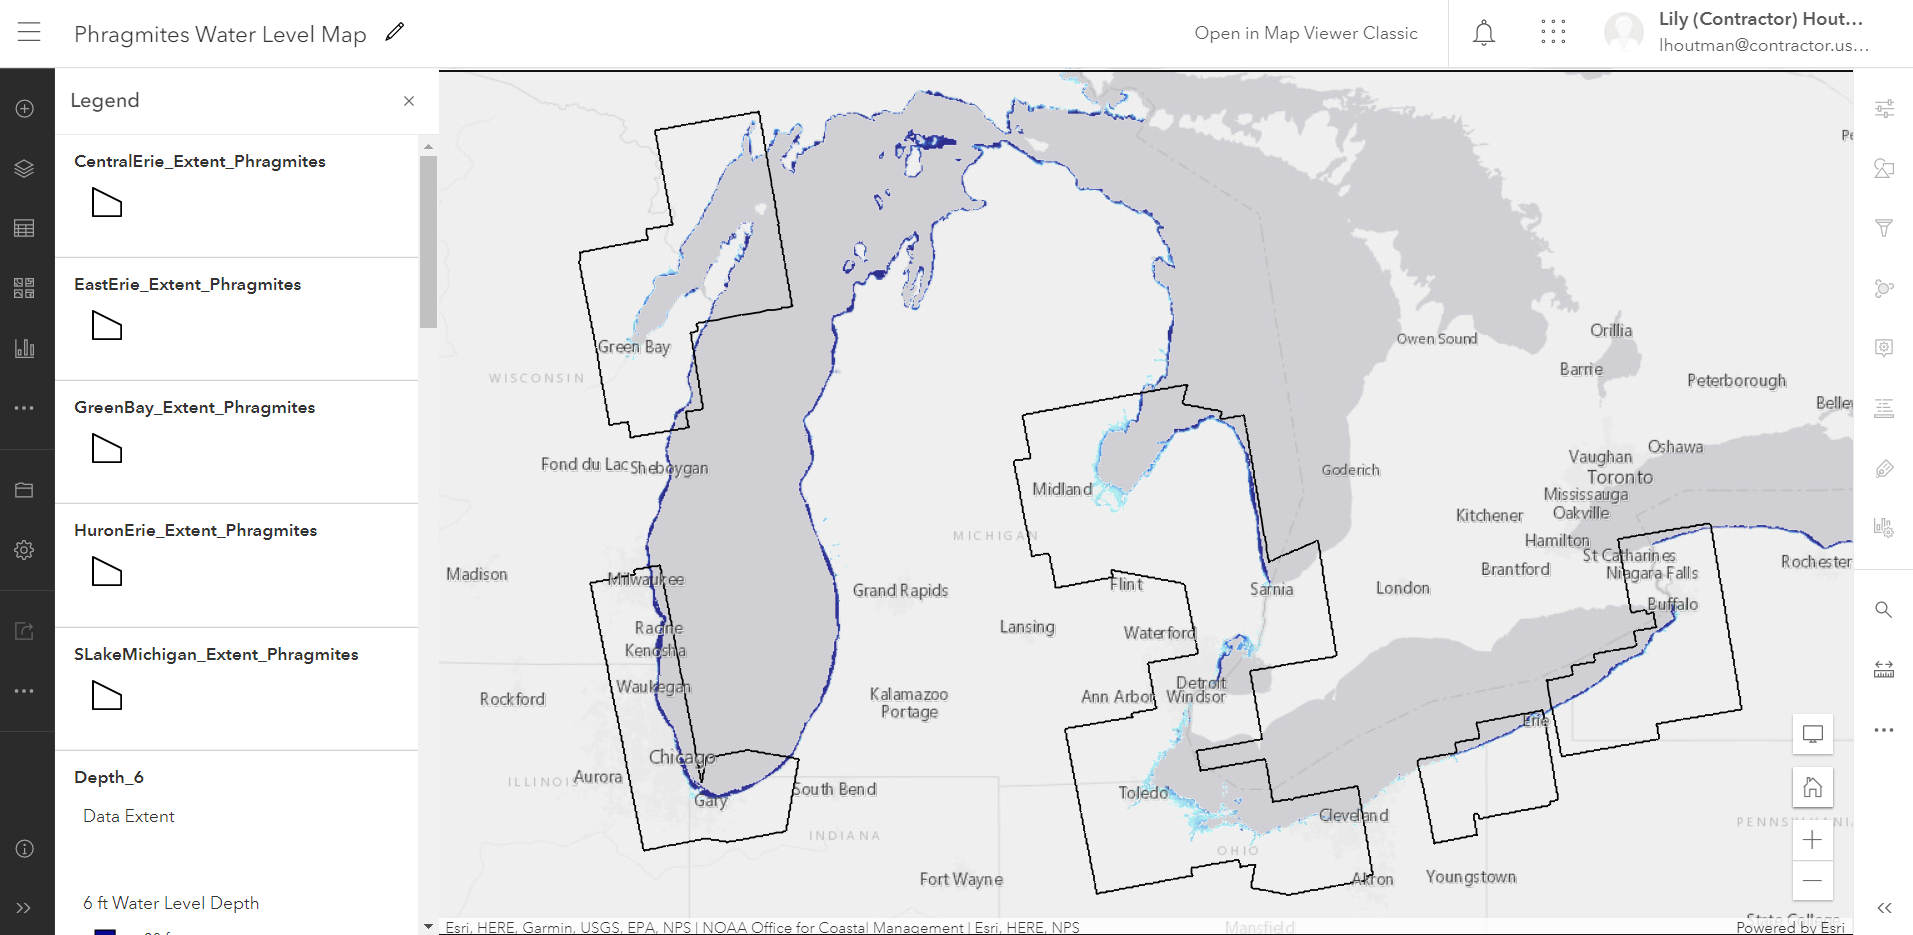 Phragmites Water Level Map
Open in Map Viewer Classic
Lily (Contractor) Hout...
lhoutman@contractor.us...
Legend
CentralErie_Extent_Phragmites
EastErie_Extent_Phragmites
GreenBay_Extent_Phragmites
HuronErie_Extent_Phragmites
SLakeMichigan_Extent_Phragmites
Depth_6
Data Extent
6 ft Water Level Depth
Orillia
Owen Sound
Green Bay
Barrie
WISCONSIN
Peterborough
Oshawa
Fond du Lac
Sheboygan
Goderich
Vaughan
Toronto
Midland
Mississauga
Oakville
Kitchener
MICHIGAN
Hamilton
St Catharines
Rochester
Brantford
Niagara Falls
Madison
Milwaukee
Flint
Grand Rapids
Sarnia
London
Buffalo
Racine
Lansing
Waterford
Kenosha
Waukegan
Detroit
Rockford
Kalamazoo
Ann Arbor
Windsor
Portage
Erie
Chicago
Aurora
ILLINOIS
South Bend
Toledo
Gary
Cleveland
INDIANA
OHIO
Fort Wayne
Akron
Youngstown
State College
Mansfield
Esri, HERE, Garmin, USGS, EPA, NPS | NOAA Office for Coastal Management | Esri, HERE, NPS
Powered by Esri